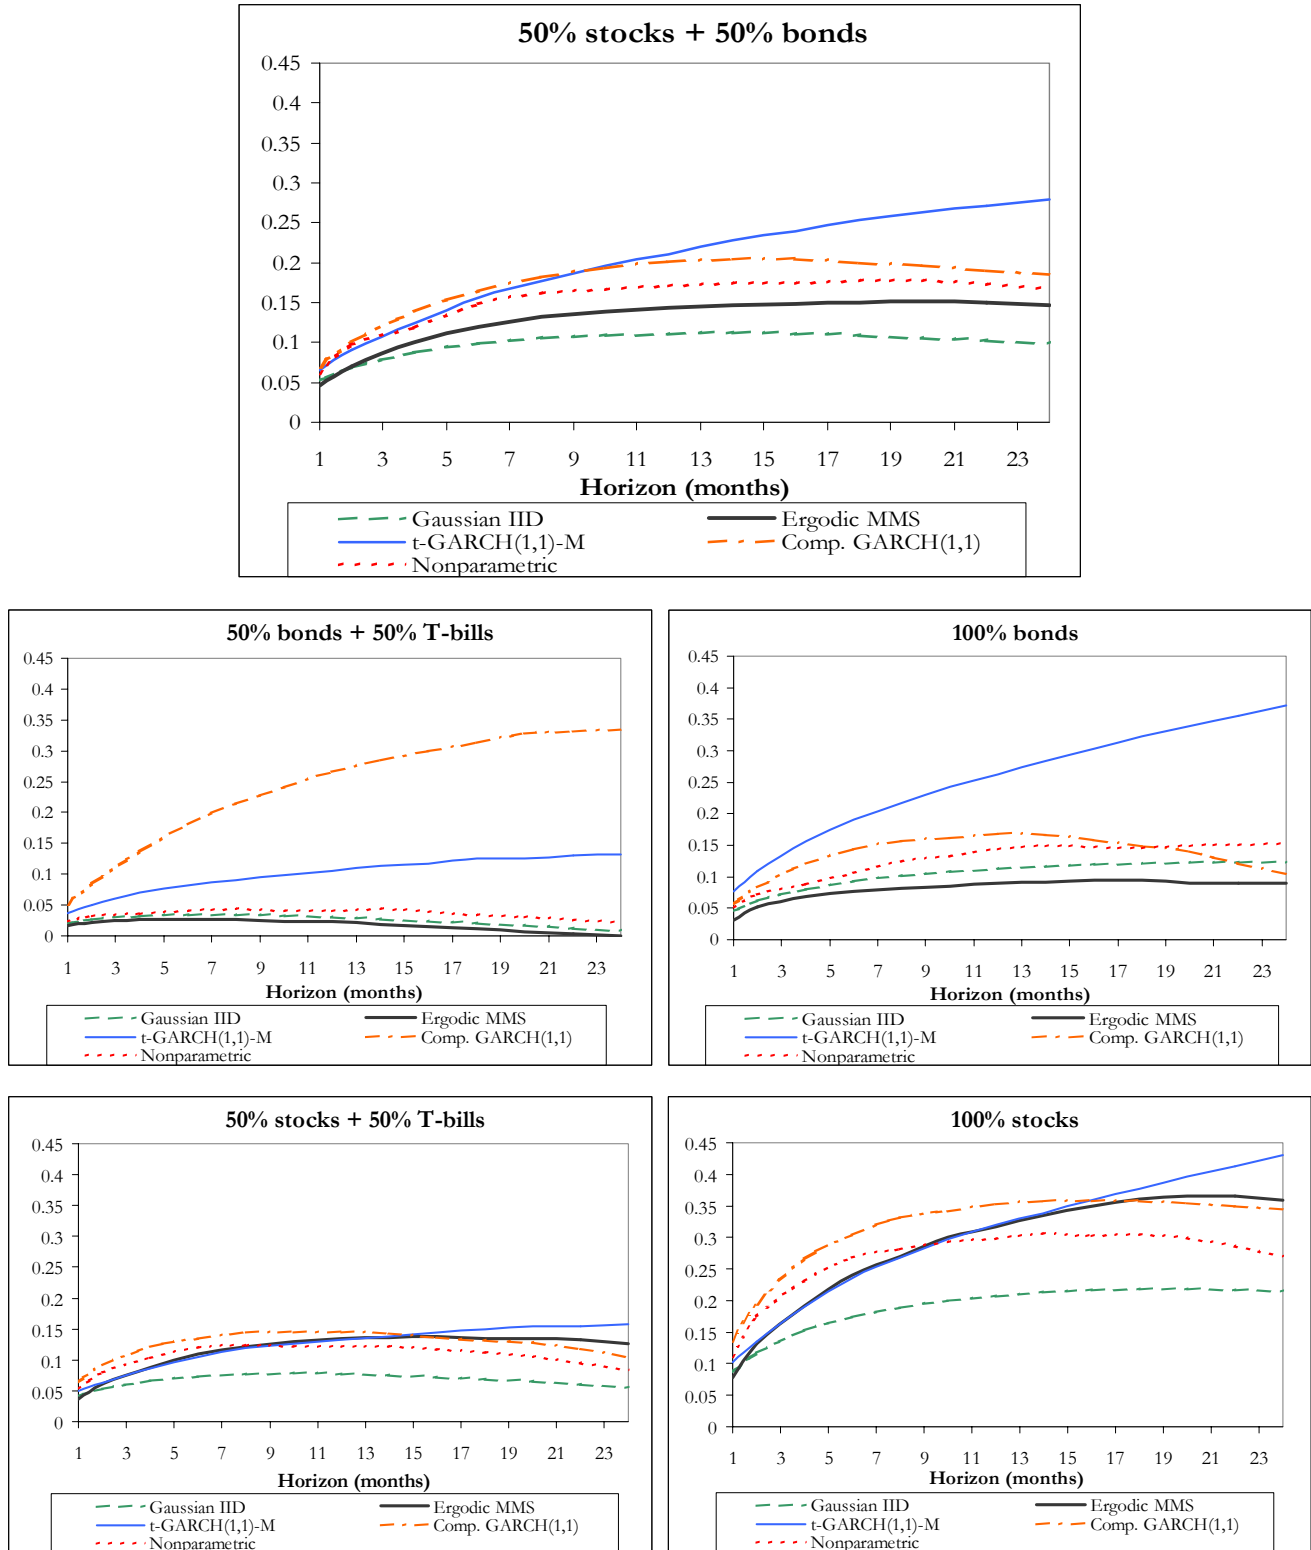 50% stocks + 50% bonds
0.45
0.4
0.35
0.3
0.25
0.2
0.15
0.1
0.05
0
1 3 5 7 9 11 13 15 17 19 21 23
Horizon (months)
Gaussian IID Ergodic MMS
t-GARCH(1,1)-M Comp. GARCH(1,1)
Nonparametric
50% bonds + 50% T-bills
0.45
0.4
0.35
0.3
0.25
0.2
0.15
0.1
0.05
0
1 3 5 7 9 11 13 15 17 19 21 23
Horizon (months)
Gaussian IID Ergodic MMS
t-GARCH(1,1)-M Comp. GARCH(1,1)
Nonparametric
100% bonds
0.45
0.4
0.35
0.3
0.25
0.2
0.15
0.1
0.05
0
1 3 5 7 9 11 13 15 17 19 21 23
Horizon (months)
Gaussian IID Ergodic MMS
t-GARCH(1,1)-M Comp. GARCH(1,1)
Nonparametric
50% stocks + 50% T-bills
0.45
0.4
0.35
0.3
0.25
0.2
0.15
0.1
0.05
0
1 3 5 7 9 11 13 15 17 19 21 23
Horizon (months)
Gaussian IID Ergodic MMS
t-GARCH(1,1)-M Comp. GARCH(1,1)
Nonparametric
100% stocks
0.45
0.4
0.35
0.3
0.25
0.2
0.15
0.1
0.05
0
1 3 5 7 9 11 13 15 17 19 21 23
Horizon (months)
Gaussian IID Ergodic MMS
t-GARCH(1,1)-M Comp. GARCH(1,1)
Nonparametric